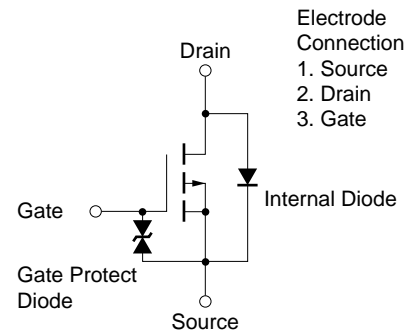 Electrode
Connection
1. Source
2. Drain
3. Gate
Drain
Internal Diode
Gate
Gate Protect
Diode
Source